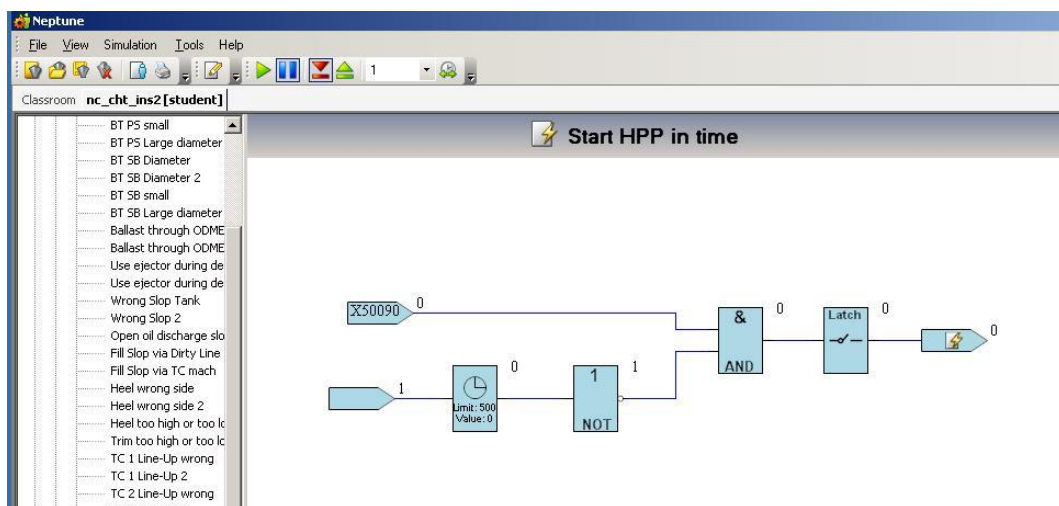 Neptune
File View Simulation Tools Help
1
Classroom nc_cht_ins2[student]
BT PS small
BT PS Large diameter
BT SB Diameter
BT SB Diameter 2
BT SB small
BT SB Large diameter
Ballast through ODME
Ballast through ODME
Use ejector during de
Use ejector during de
Wrong Slop Tank
Wrong Slop 2
Open oil discharge slo
Fill Slop via Dirty Line
Fill Slop via TC mach
Heel wrong side
Heel wrong side 2
Heel too high or too lo
Trim too high or too lo
TC 1 Line-Up wrong
TC 1 Line-Up 2
TC 2 Line-Up wrong
Start HPP in time
X50090 0
& 0
AND
Latch 0
0
1
0
Limit: 500
Value: 0
1 1
NOT